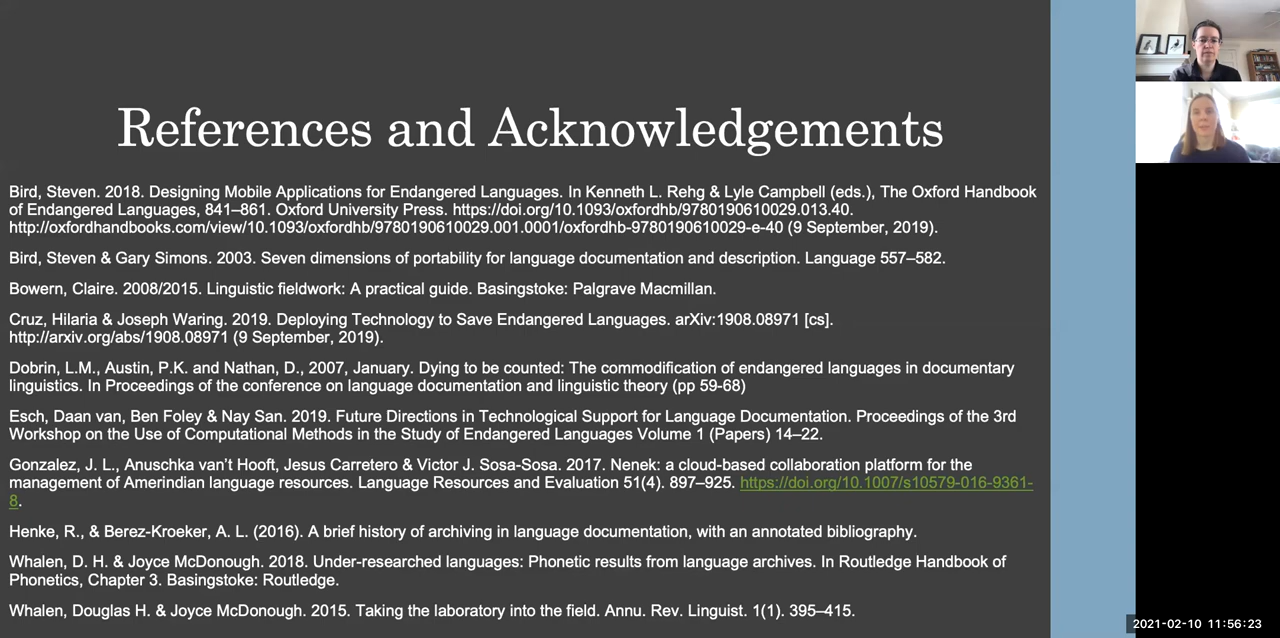 References and Acknowledgements
Bird, Steven. 2018. Designing Mobile Applications for Endangered Languages. In Kenneth L. Rehg & Lyle Campbell (eds.), The Oxford Handbook
of Endangered Languages, 841–861. Oxford University Press. https://doi.org/10.1093/oxfordhb/9780190610029.013.40.
http://oxfordhandbooks.com/view/10.1093/oxfordhb/9780190610029.001.0001/oxfordhb-9780190610029-e-40 (9 September, 2019).
Bird, Steven & Gary Simons. 2003. Seven dimensions of portability for language documentation and description. Language 557–582.
Bowern, Claire. 2008/2015. Linguistic fieldwork: A practical guide. Basingstoke: Palgrave Macmillan.
Cruz, Hilaria & Joseph Waring. 2019. Deploying Technology to Save Endangered Languages. arXiv:1908.08971 [cs].
http://arxiv.org/abs/1908.08971 (9 September, 2019).
Dobrin, L.M., Austin, P.K. and Nathan, D., 2007, January. Dying to be counted: The commodification of endangered languages in documentary
linguistics. In Proceedings of the conference on language documentation and linguistic theory (pp 59-68)
Esch, Daan van, Ben Foley & Nay San. 2019. Future Directions in Technological Support for Language Documentation. Proceedings of the 3rd
Workshop on the Use of Computational Methods in the Study of Endangered Languages Volume 1 (Papers) 14–22.
Gonzalez, J. L., Anuschka van't Hooft, Jesus Carretero & Victor J. Sosa-Sosa. 2017. Nenek: a cloud-based collaboration platform for the
management of Amerindian language resources. Language Resources and Evaluation 51(4). 897–925. https://doi.org/10.1007/s10579-016-9361-
8.
Henke, R., & Berez-Kroeker, A. L. (2016). A brief history of archiving in language documentation, with an annotated bibliography.
Whalen, D. H. & Joyce McDonough. 2018. Under-researched languages: Phonetic results from language archives. In Routledge Handbook of
Phonetics, Chapter 3. Basingstoke: Routledge.
Whalen, Douglas H. & Joyce McDonough. 2015. Taking the laboratory into the field. Annu. Rev. Linguist. 1(1). 395–415.
2021-02-10 11:56:23